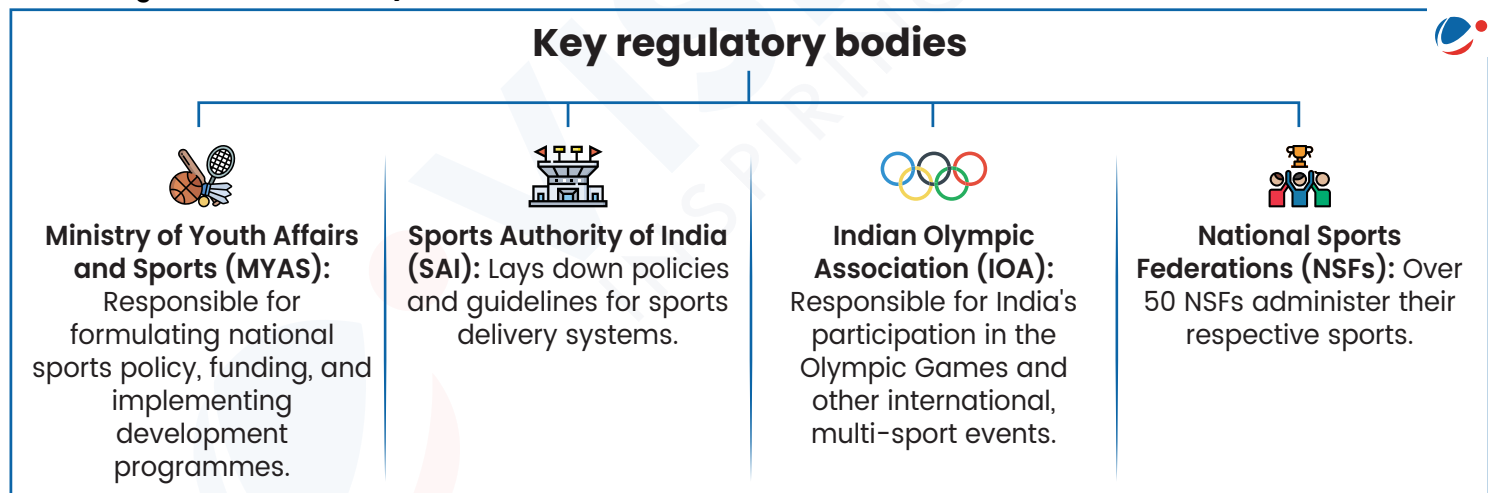 Key regulatory bodies
Ministry of Youth Affairs
and Sports (MYAS):
Responsible for
formulating national
sports policy, funding, and
implementing
development
programmes.
Sports Authority of India
(SAI): Lays down policies
and guidelines for sports
delivery systems.
Indian Olympic
Association (IOA):
Responsible for India's
participation in the
Olympic Games and
other international,
multi-sport events.
National Sports
Federations (NSFs): Over
50 NSFs administer their
respective sports.